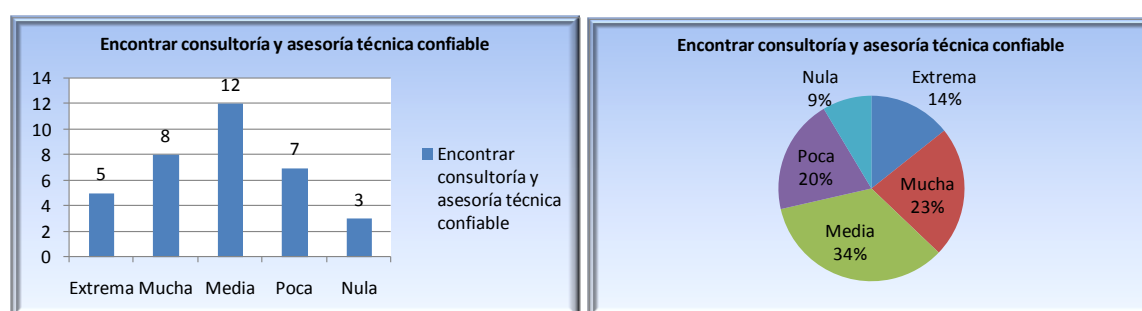 Encontrar consultoría y asesoría técnica confiable
14
12
10
8
6
4
2
0
5
8
12
7
3
Extrema Mucha Media Poca Nula
Encontrar
consultoría y
asesoría técnica
confiable
Encontrar consultoría y asesoría técnica confiable
Nula
9%
Extrema
14%
Poca
20%
Mucha
23%
Media
34%